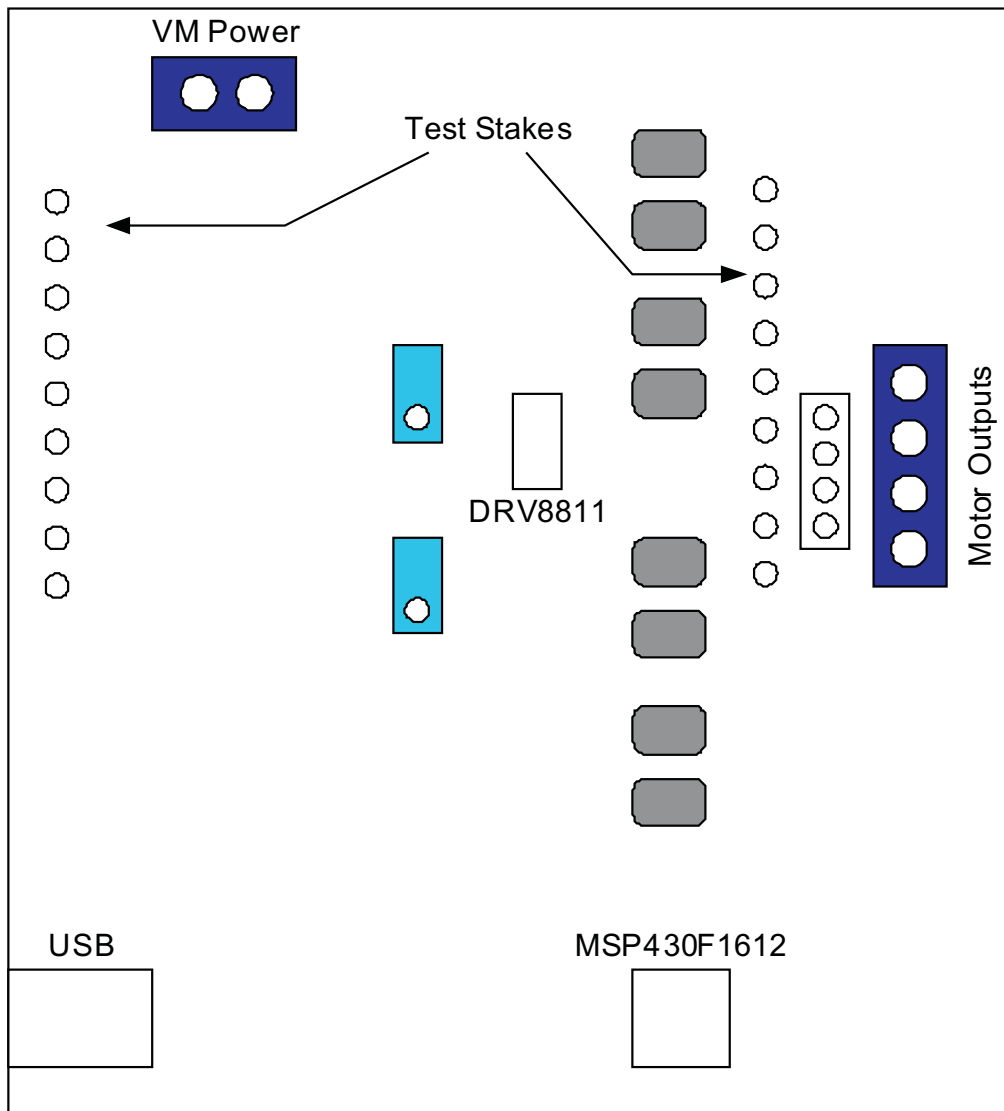 VM Power
Test Stakes
Motor Outputs
DRV8811
USB
MSP430F1612